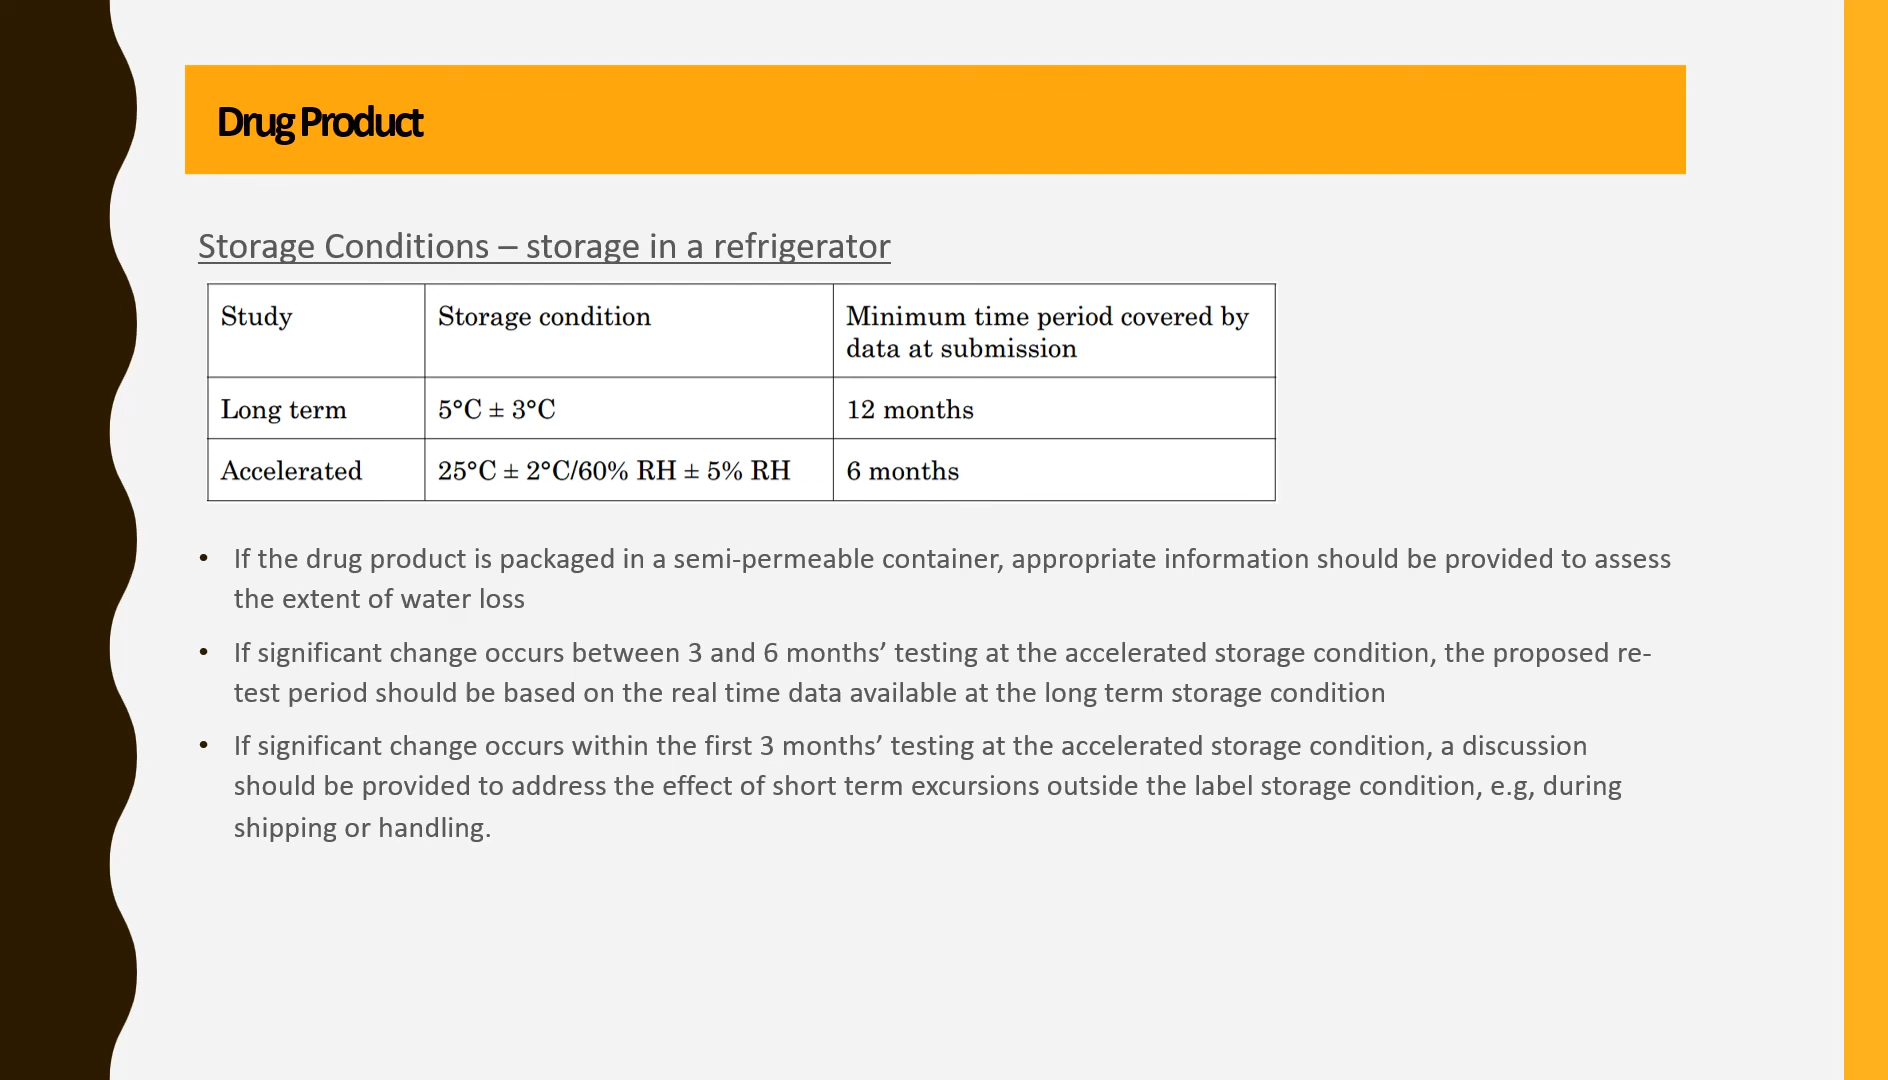 Drug Product
Storage Conditions – storage in a refrigerator
Study Storage condition Minimum time period covered by
data at submission
Long term 5°C ± 3°C 12 months
Accelerated 25°C ± 2°C/60% RH ± 5% RH 6 months
• If the drug product is packaged in a semi-permeable container, appropriate information should be provided to assess
the extent of water loss
• If significant change occurs between 3 and 6 months’ testing at the accelerated storage condition, the proposed re-
test period should be based on the real time data available at the long term storage condition
• If significant change occurs within the first 3 months’ testing at the accelerated storage condition, a discussion
should be provided to address the effect of short term excursions outside the label storage condition, e.g, during
shipping or handling.